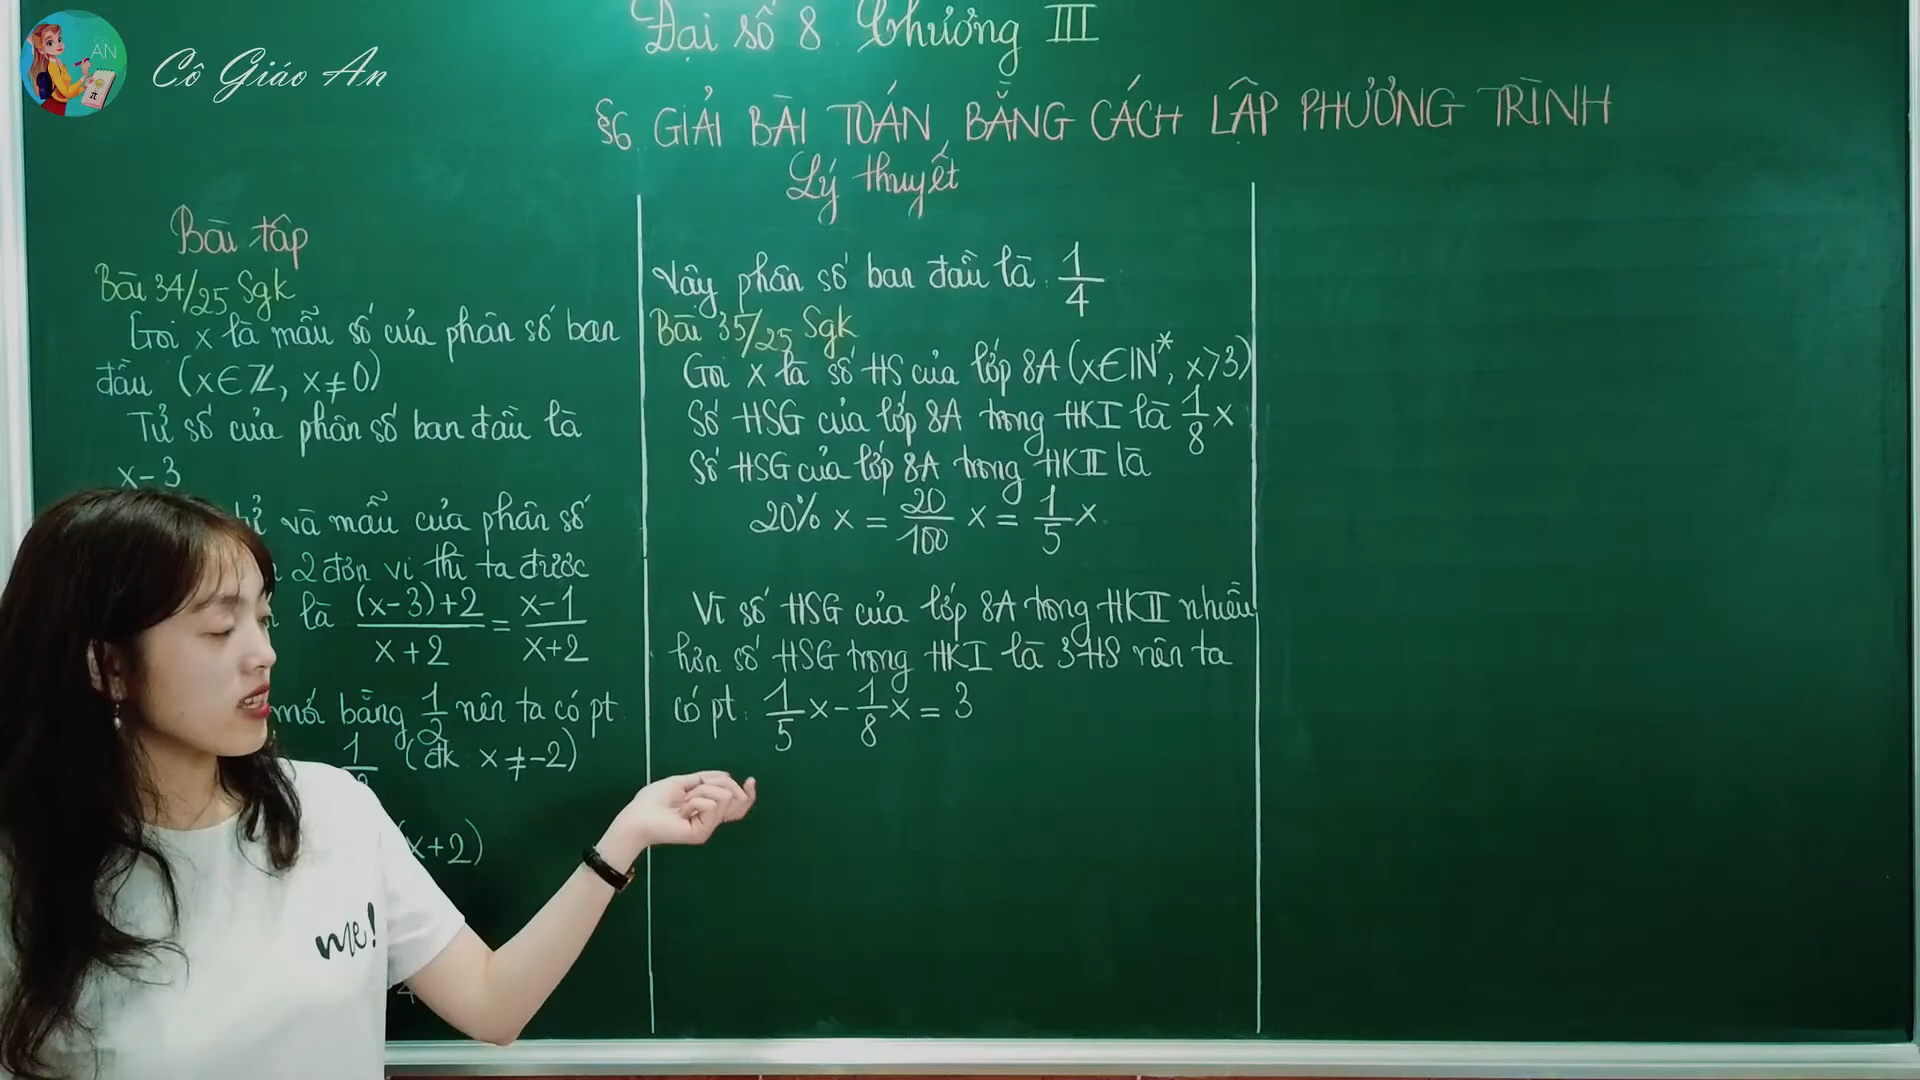 ÂN
Cô Giáo An
Đại số 8 Chương III
§6 GIẢI BÀI TOÁN BẰNG CÁCH LẬP PHƯƠNG TRÌNH
Lý thuyết
Bài tập
Bài 34/25 Sgk
Gọi x là mẫu số của phân số ban
đầu (x∈ℤ, x≠0)
Tử số của phân số ban đầu là
x-3
và mẫu của phân số
2 đơn vị thì ta được
là (x-3)+2/x+2 = x-1/x+2
mới bằng 1/2 nên ta có pt
(đk: x≠-2)
x+2)
Vậy phân số ban đầu là 1/4
Bài 35/25 Sgk
Gọi x là số HS của lớp 8A (x∈IN*, x>3)
Số HSG của lớp 8A trong HKI là 1/8 x
Số HSG của lớp 8A trong HKII là
20% x = 20/100 x = 1/5 x
Vì số HSG của lớp 8A trong HKII nhiều
hơn số HSG trong HKI là 3HS nên ta
có pt: 1/5 x - 1/8 x = 3
me!